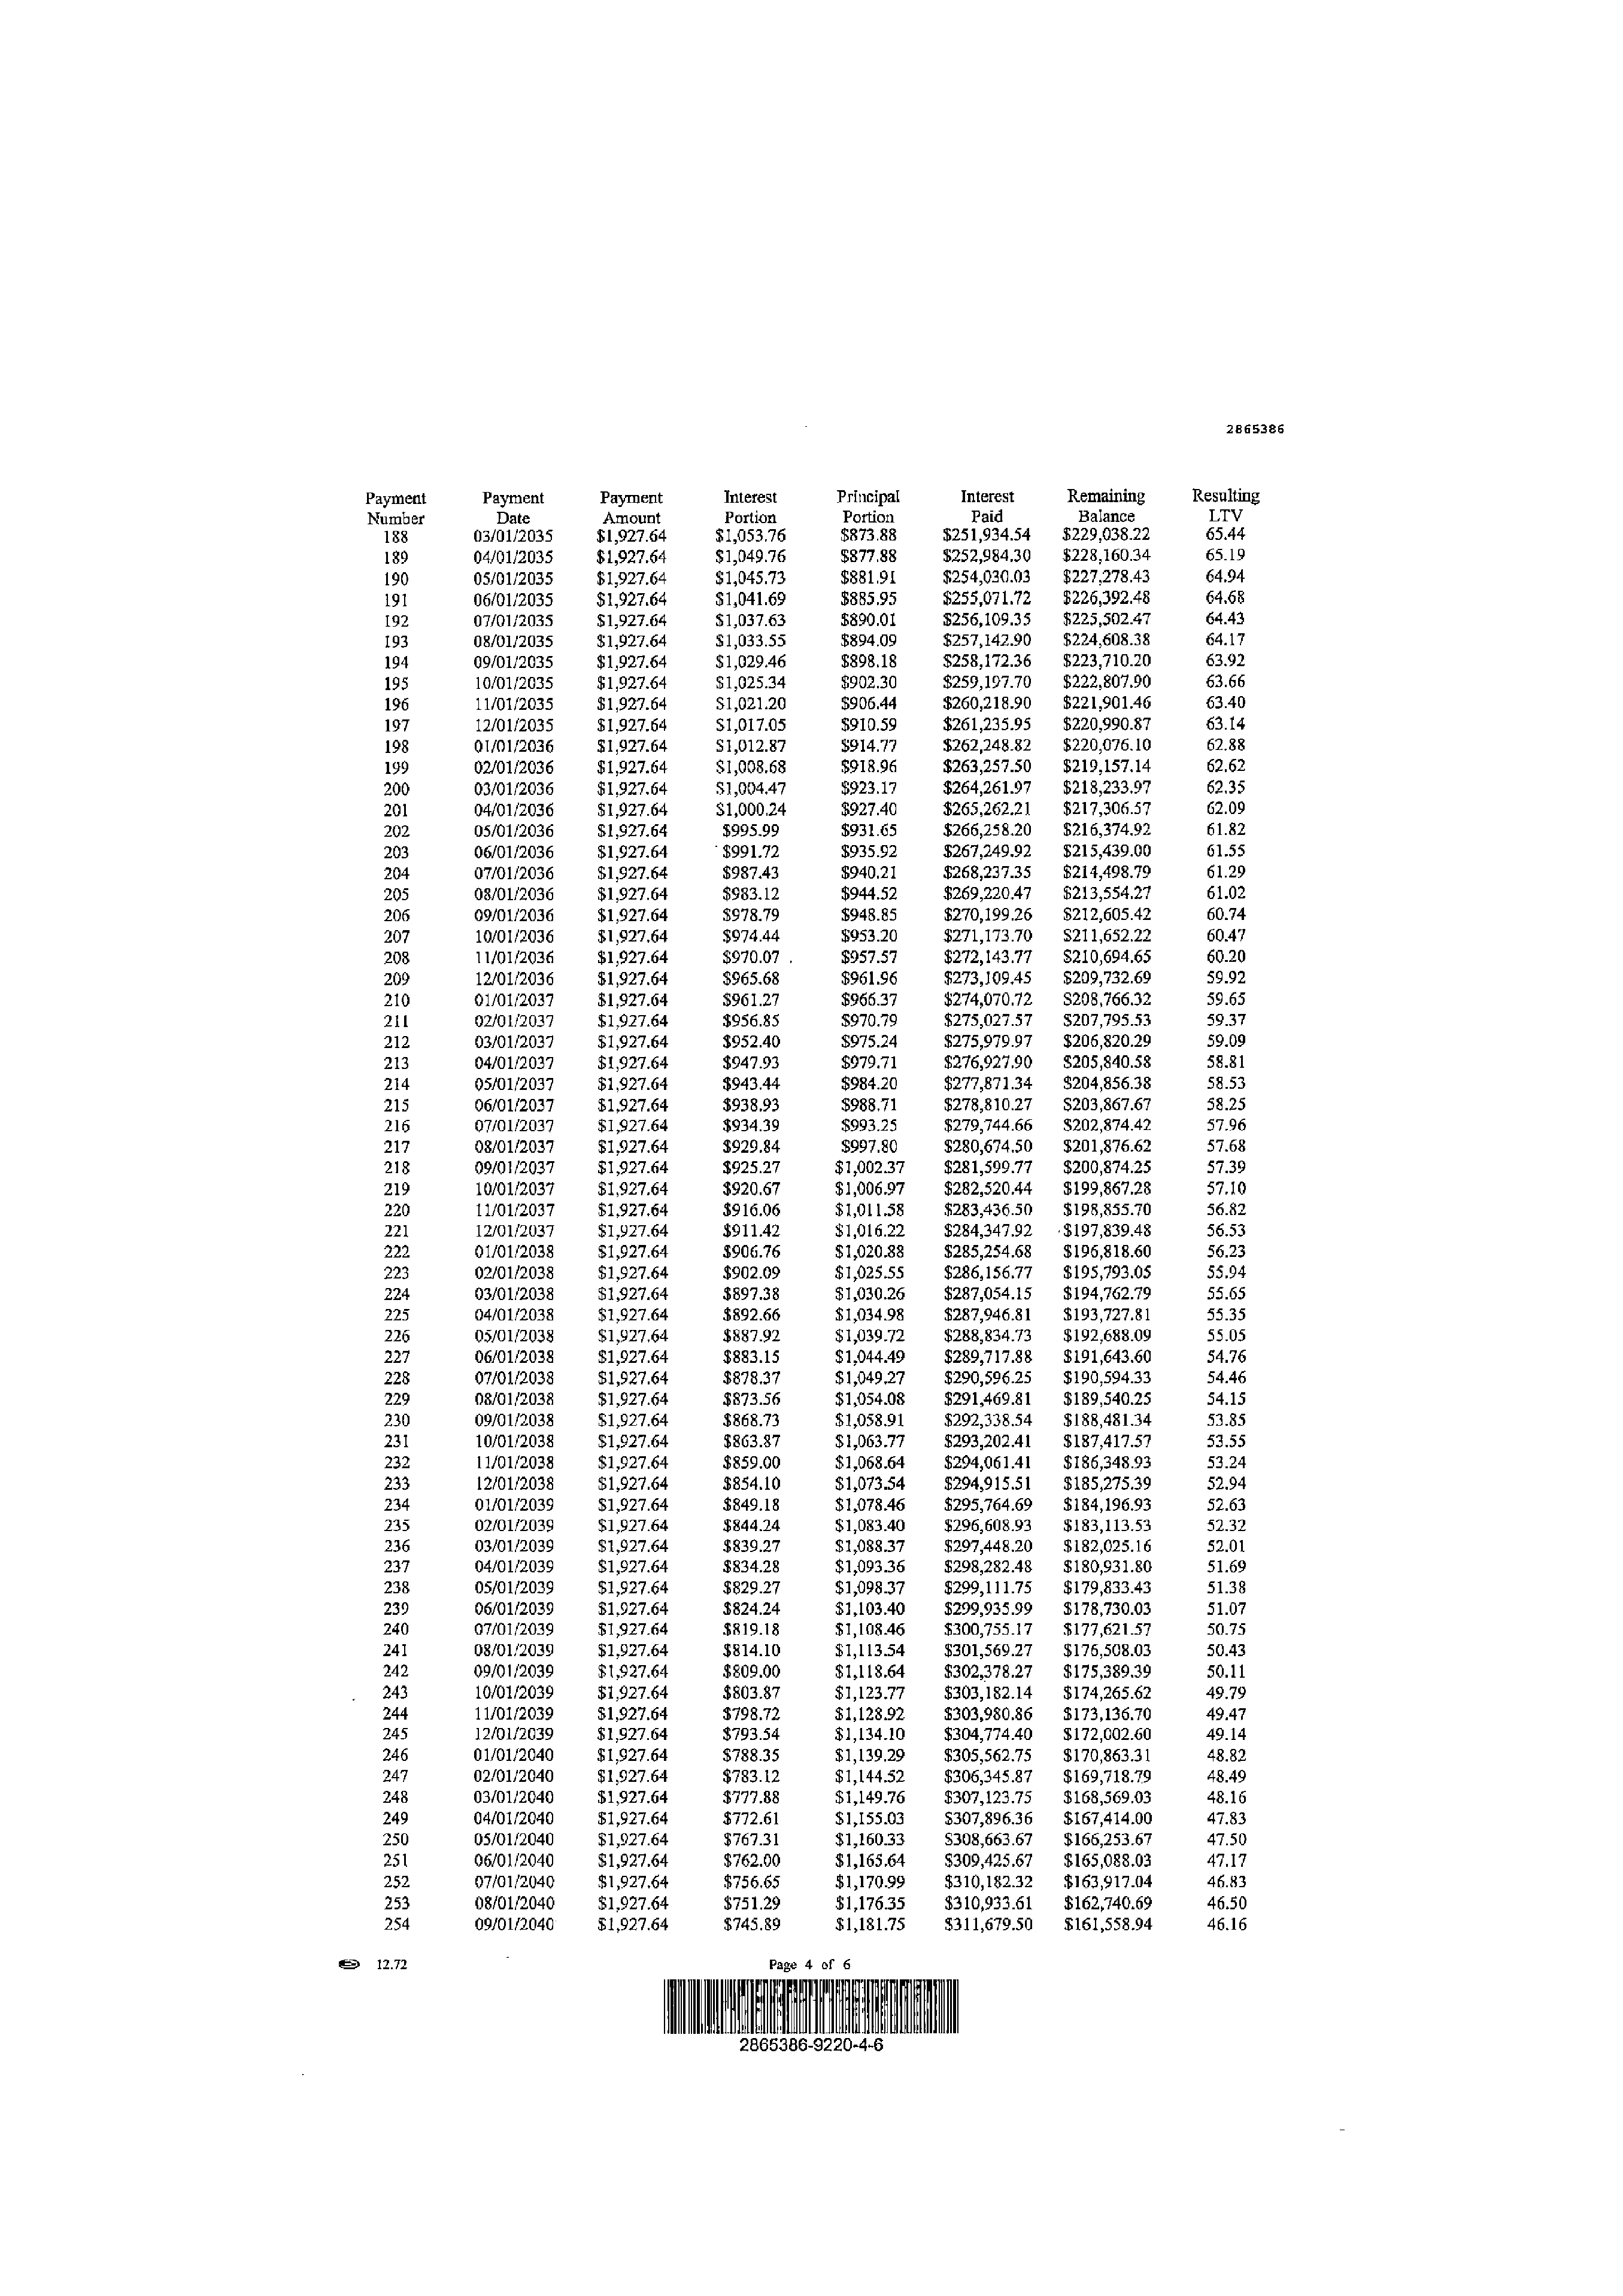 2865386
Payment Payment Payment Interest Principal Interest Remaining Resulting
Number Date Amount Portion Portion Paid Balance LTV
188 03/01/2035 $1,927.64 $1,053.76 $873.88 $251,934.54 $229,038.22 65.44
189 04/01/2035 $1,927.64 $1,049.76 $877.88 $252,984.30 $228,160.34 65.19
190 05/01/2035 $1,927.64 $1,045.73 $881.91 $254,030.03 $227,278.43 64.94
191 06/01/2035 $1,927.64 $1,041.69 $885.95 $255,071.72 $226,392.48 64.68
192 07/01/2035 $1,927.64 $1,037.63 $890.01 $256,109.35 $225,502.47 64.43
193 08/01/2035 $1,927.64 $1,033.55 $894.09 $257,142.90 $224,608.38 64.17
194 09/01/2035 $1,927.64 $1,029.46 $898.18 $258,172.36 $223,710.20 63.92
195 10/01/2035 $1,927.64 $1,025.34 $902.30 $259,197.70 $222,807.90 63.66
196 11/01/2035 $1,927.64 $1,021.20 $906.44 $260,218.90 $221,901.46 63.40
197 12/01/2035 $1,927.64 $1,017.05 $910.59 $261,235.95 $220,990.87 63.14
198 01/01/2036 $1,927.64 $1,012.87 $914.77 $262,248.82 $220,076.10 62.88
199 02/01/2036 $1,927.64 $1,008.68 $918.96 $263,257.50 $219,157.14 62.62
200 03/01/2036 $1,927.64 $1,004.47 $923.17 $264,261.97 $218,233.97 62.35
201 04/01/2036 $1,927.64 $1,000.24 $927.40 $265,262.21 $217,306.57 62.09
202 05/01/2036 $1,927.64 $995.99 $931.65 $266,258.20 $216,374.92 61.82
203 06/01/2036 $1,927.64 $991.72 $935.92 $267,249.92 $215,439.00 61.55
204 07/01/2036 $1,927.64 $987.43 $940.21 $268,237.35 $214,498.79 61.29
205 08/01/2036 $1,927.64 $983.12 $944.52 $269,220.47 $213,554.27 61.02
206 09/01/2036 $1,927.64 $978.79 $948.85 $270,199.26 $212,605.42 60.74
207 10/01/2036 $1,927.64 $974.44 $953.20 $271,173.70 $211,652.22 60.47
208 11/01/2036 $1,927.64 $970.07 $957.57 $272,143.77 $210,694.65 60.20
209 12/01/2036 $1,927.64 $965.68 $961.96 $273,109.45 $209,732.69 59.92
210 01/01/2037 $1,927.64 $961.27 $966.37 $274,070.72 $208,766.32 59.65
211 02/01/2037 $1,927.64 $956.85 $970.79 $275,027.57 $207,795.53 59.37
212 03/01/2037 $1,927.64 $952.40 $975.24 $275,979.97 $206,820.29 59.09
213 04/01/2037 $1,927.64 $947.93 $979.71 $276,927.90 $205,840.58 58.81
214 05/01/2037 $1,927.64 $943.44 $984.20 $277,871.34 $204,856.38 58.53
215 06/01/2037 $1,927.64 $938.93 $988.71 $278,810.27 $203,867.67 58.25
216 07/01/2037 $1,927.64 $934.39 $993.25 $279,744.66 $202,874.42 57.96
217 08/01/2037 $1,927.64 $929.84 $997.80 $280,674.50 $201,876.62 57.68
218 09/01/2037 $1,927.64 $925.27 $1,002.37 $281,599.77 $200,874.25 57.39
219 10/01/2037 $1,927.64 $920.67 $1,006.97 $282,520.44 $199,867.28 57.10
220 11/01/2037 $1,927.64 $916.06 $1,011.58 $283,436.50 $198,855.70 56.82
221 12/01/2037 $1,927.64 $911.42 $1,016.22 $284,347.92 $197,839.48 56.53
222 01/01/2038 $1,927.64 $906.76 $1,020.88 $285,254.68 $196,818.60 56.23
223 02/01/2038 $1,927.64 $902.09 $1,025.55 $286,156.77 $195,793.05 55.94
224 03/01/2038 $1,927.64 $897.38 $1,030.26 $287,054.15 $194,762.79 55.65
225 04/01/2038 $1,927.64 $892.66 $1,034.98 $287,946.81 $193,727.81 55.35
226 05/01/2038 $1,927.64 $887.92 $1,039.72 $288,834.73 $192,688.09 55.05
227 06/01/2038 $1,927.64 $883.15 $1,044.49 $289,717.88 $191,643.60 54.76
228 07/01/2038 $1,927.64 $878.37 $1,049.27 $290,596.25 $190,594.33 54.46
229 08/01/2038 $1,927.64 $873.56 $1,054.08 $291,469.81 $189,540.25 54.15
230 09/01/2038 $1,927.64 $868.73 $1,058.91 $292,338.54 $188,481.34 53.85
231 10/01/2038 $1,927.64 $863.87 $1,063.77 $293,202.41 $187,417.57 53.55
232 11/01/2038 $1,927.64 $859.00 $1,068.64 $294,061.41 $186,348.93 53.24
233 12/01/2038 $1,927.64 $854.10 $1,073.54 $294,915.51 $185,275.39 52.94
234 01/01/2039 $1,927.64 $849.18 $1,078.46 $295,764.69 $184,196.93 52.63
235 02/01/2039 $1,927.64 $844.24 $1,083.40 $296,608.93 $183,113.53 52.32
236 03/01/2039 $1,927.64 $839.27 $1,088.37 $297,448.20 $182,025.16 52.01
237 04/01/2039 $1,927.64 $834.28 $1,093.36 $298,282.48 $180,931.80 51.69
238 05/01/2039 $1,927.64 $829.27 $1,098.37 $299,111.75 $179,833.43 51.38
239 06/01/2039 $1,927.64 $824.24 $1,103.40 $299,935.99 $178,730.03 51.07
240 07/01/2039 $1,927.64 $819.18 $1,108.46 $300,755.17 $177,621.57 50.75
241 08/01/2039 $1,927.64 $814.10 $1,113.54 $301,569.27 $176,508.03 50.43
242 09/01/2039 $1,927.64 $809.00 $1,118.64 $302,378.27 $175,389.39 50.11
243 10/01/2039 $1,927.64 $803.87 $1,123.77 $303,182.14 $174,265.62 49.79
244 11/01/2039 $1,927.64 $798.72 $1,128.92 $303,980.86 $173,136.70 49.47
245 12/01/2039 $1,927.64 $793.54 $1,134.10 $304,774.40 $172,002.60 49.14
246 01/01/2040 $1,927.64 $788.35 $1,139.29 $305,562.75 $170,863.31 48.82
247 02/01/2040 $1,927.64 $783.12 $1,144.52 $306,345.87 $169,718.79 48.49
248 03/01/2040 $1,927.64 $777.88 $1,149.76 $307,123.75 $168,569.03 48.16
249 04/01/2040 $1,927.64 $772.61 $1,155.03 $307,896.36 $167,414.00 47.83
250 05/01/2040 $1,927.64 $767.31 $1,160.33 $308,663.67 $166,253.67 47.50
251 06/01/2040 $1,927.64 $762.00 $1,165.64 $309,425.67 $165,088.03 47.17
252 07/01/2040 $1,927.64 $756.65 $1,170.99 $310,182.32 $163,917.04 46.83
253 08/01/2040 $1,927.64 $751.29 $1,176.35 $310,933.61 $162,740.69 46.50
254 09/01/2040 $1,927.64 $745.89 $1,181.75 $311,679.50 $161,558.94 46.16
12.72 Page 4 of 6
2865386-9220-4-6